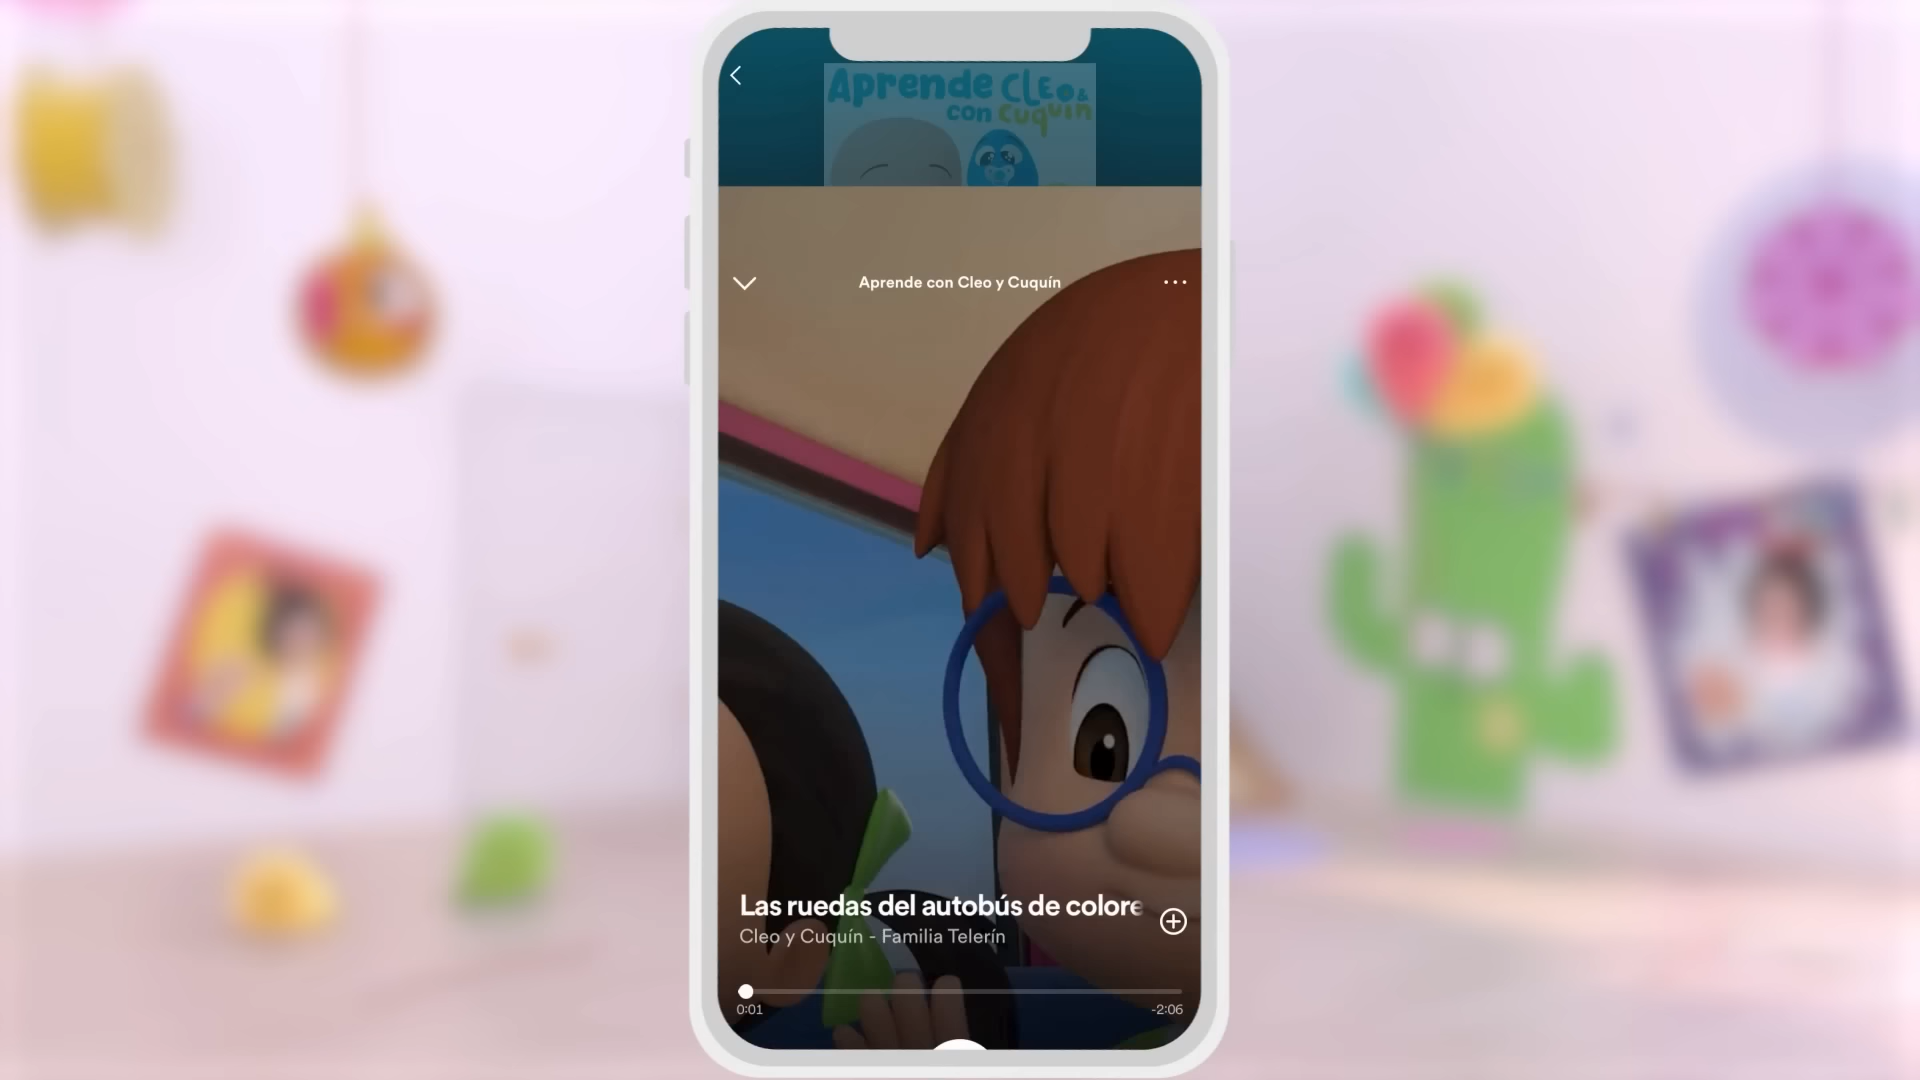 Aprende CLEO&
con cuquín
Aprende con Cleo y Cuquín
Las ruedas del autobús de colore
Cleo y Cuquín - Familia Telerín
0:01
-2:06